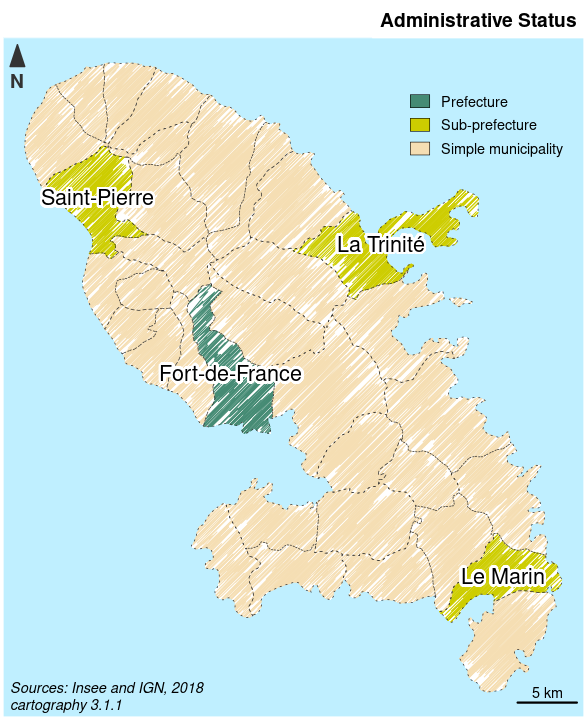 Administrative Status
N
Prefecture
Sub-prefecture
Simple municipality
Saint-Pierre
La Trinité
Fort-de-France
Le Marin
Sources: Insee and IGN, 2018
cartography 3.1.1
5 km